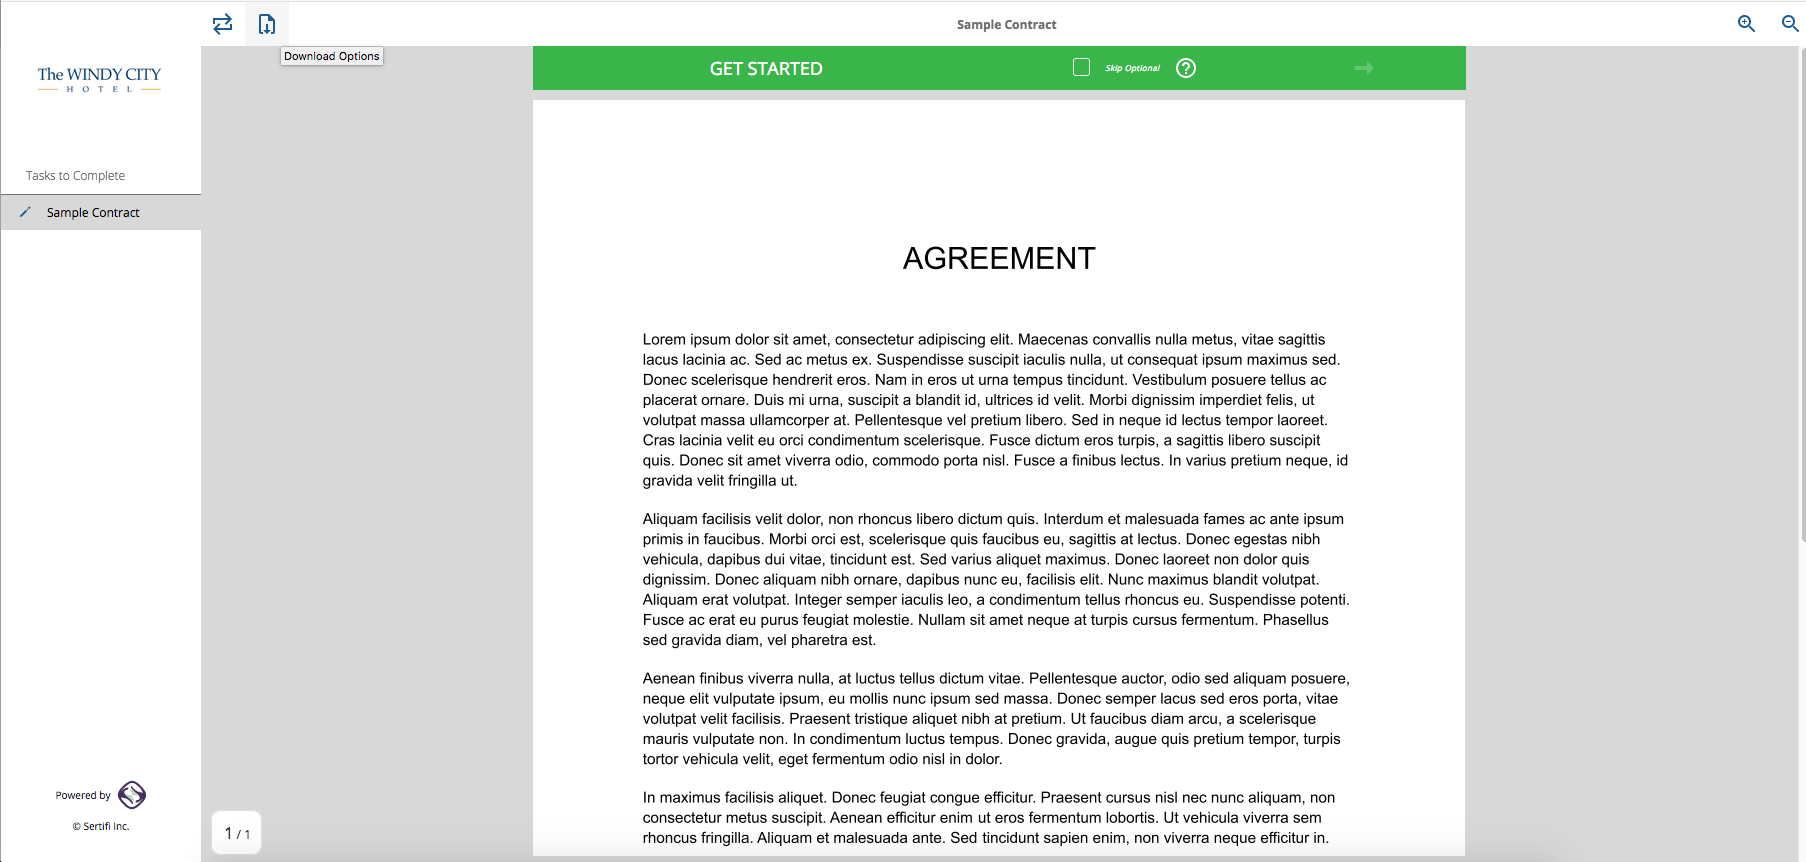 Sample Contract
Download Options
The WINDY CITY
HOTEL
Tasks to Complete
Sample Contract
Powered by
© Sertifi Inc.
GET STARTED
Skip Optional
?
AGREEMENT
Lorem ipsum dolor sit amet, consectetur adipiscing elit. Maecenas convallis nulla metus, vitae sagittis
lacus lacinia ac. Sed ac metus ex. Suspendisse suscipit iaculis nulla, ut consequat ipsum maximus sed.
Donec scelerisque hendrerit eros. Nam in eros ut urna tempus tincidunt. Vestibulum posuere tellus ac
placerat ornare. Duis mi urna, suscipit a blandit id, ultrices id velit. Morbi dignissim imperdiet felis, ut
volutpat massa ullamcorper at. Pellentesque vel pretium libero. Sed in neque id lectus tempor laoreet.
Cras lacinia velit eu orci condimentum scelerisque. Fusce dictum eros turpis, a sagittis libero suscipit
quis. Donec sit amet viverra odio, commodo porta nisl. Fusce a finibus lectus. In varius pretium neque, id
gravida velit fringilla ut.
Aliquam facilisis velit dolor, non rhoncus libero dictum quis. Interdum et malesuada fames ac ante ipsum
primis in faucibus. Morbi orci est, scelerisque quis faucibus eu, sagittis at lectus. Donec egestas nibh
vehicula, dapibus dui vitae, tincidunt est. Sed varius aliquet maximus. Donec laoreet non dolor quis
dignissim. Donec aliquam nibh ornare, dapibus nunc eu, facilisis elit. Nunc maximus blandit volutpat.
Aliquam erat volutpat. Integer semper iaculis leo, a condimentum tellus rhoncus eu. Suspendisse potenti.
Fusce ac erat eu purus feugiat molestie. Nullam sit amet neque at turpis cursus fermentum. Phasellus
sed gravida diam, vel pharetra est.
Aenean finibus viverra nulla, at luctus tellus dictum vitae. Pellentesque auctor, odio sed aliquam posuere,
neque elit vulputate ipsum, eu mollis nunc ipsum sed massa. Donec semper lacus sed eros porta, vitae
volutpat velit facilisis. Praesent tristique aliquet nibh at pretium. Ut faucibus diam arcu, a scelerisque
mauris vulputate non. In condimentum luctus tempus. Donec gravida, augue quis pretium tempor, turpis
tortor vehicula velit, eget fermentum odio nisl in dolor.
In maximus facilisis aliquet. Donec feugiat congue efficitur. Praesent cursus nisl nec nunc aliquam, non
consectetur metus suscipit. Aenean efficitur enim ut eros fermentum lobortis. Ut vehicula viverra sem
rhoncus fringilla. Aliquam et malesuada ante. Sed tincidunt sapien enim, non viverra neque efficitur in.
1 / 1